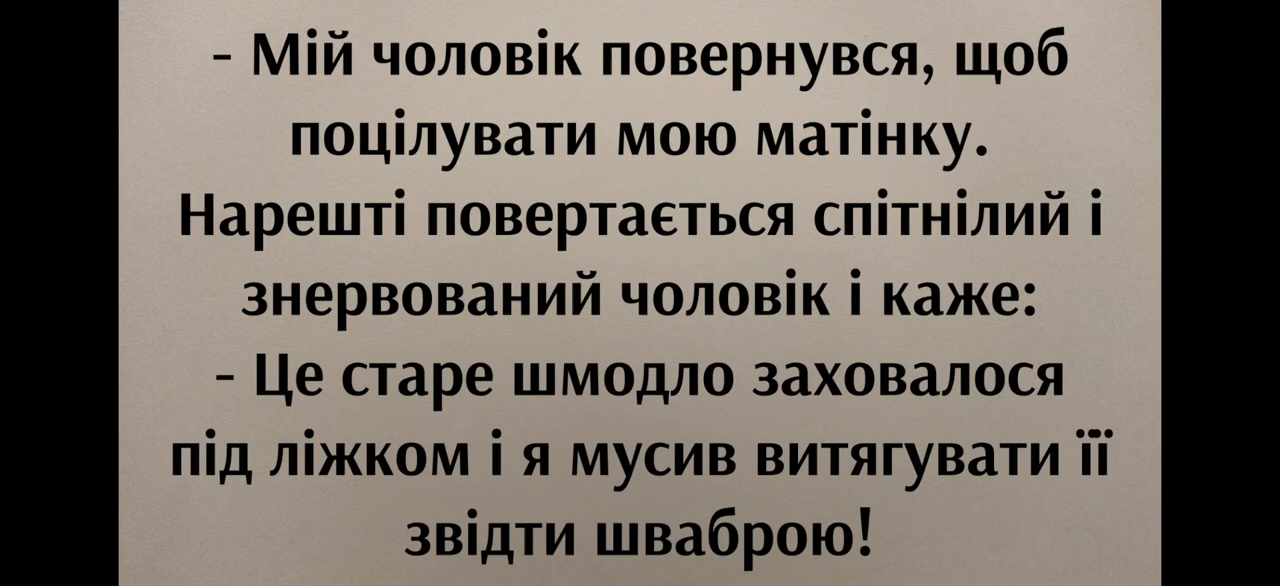 - Мій чоловік повернувся, щоб
поцілувати мою матінку.
Нарешті повертається спітнілий і
знервований чоловік і каже:
- Це старе шмодло заховалося
під ліжком і я мусив витягувати її
звідти шваброю!